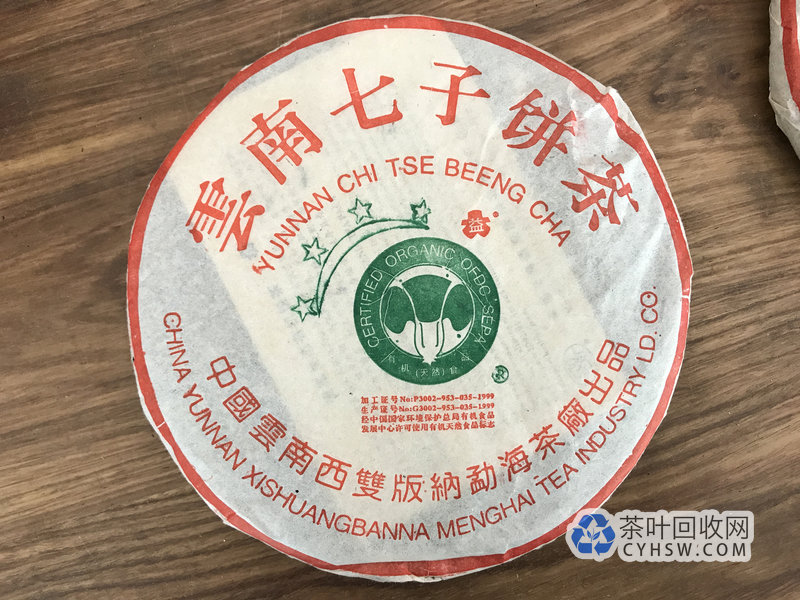 雲南七子餅茶
YUNNAN CHI TSE BEENG CHA
益
CERTIFIED ORGANIC OFDC SEPA
有机(天然)食品
R
加工证号No:P3002-953-035-1999
生产证号No:G3002-953-035-1999
经中国国家环境保护总局有机食品
发展中心许可使用有机天然食品标志
中國雲南西雙版納勐海茶廠出品
CHINA YUNNAN XISHUANGBANNA MENGHAI TEA INDUSTRY LD. CO.
茶叶回收网
CYHSW.COM